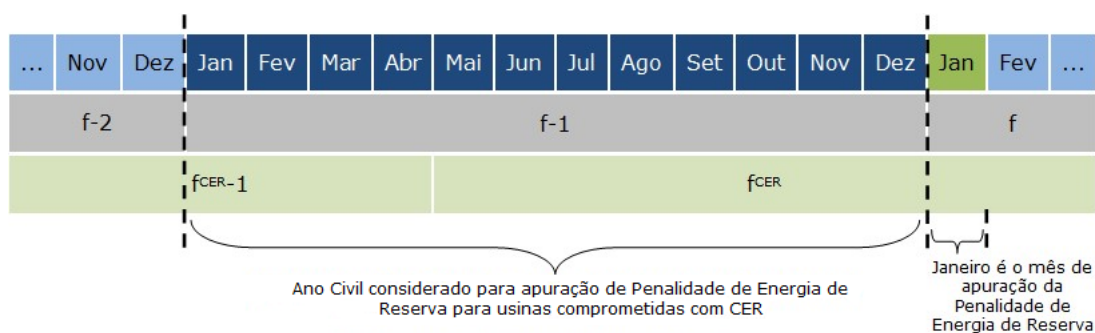 ... Nov Dez Jan Fev Mar Abr Mai Jun Jul Ago Set Out Nov Dez Jan Fev ...
f-2 f-1 f
fCER-1 fCER
Ano Civil considerado para apuração de Penalidade de Energia de
Reserva para usinas comprometidas com CER
Janeiro é o mês de
apuração da
Penalidade de
Energia de Reserva